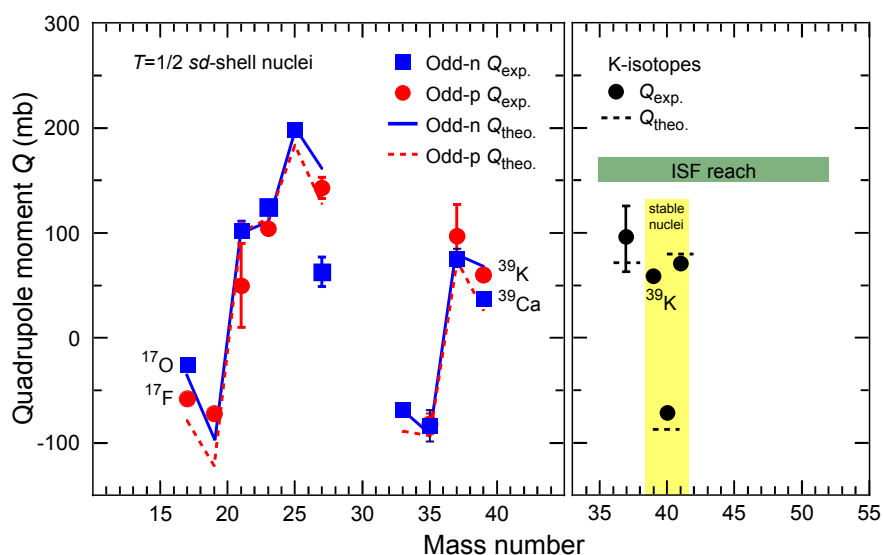 T=1/2 sd-shell nuclei
Odd-n Qexp.
Odd-p Qexp.
Odd-n Qtheo.
Odd-p Qtheo.
17O
17F
39K
39Ca
K-isotopes
Qexp.
Qtheo.
ISF reach
stable
nuclei
39K
Quadrupole moment Q (mb)
300
200
100
0
-100
15 20 25 30 35 40
35 40 45 50 55
Mass number